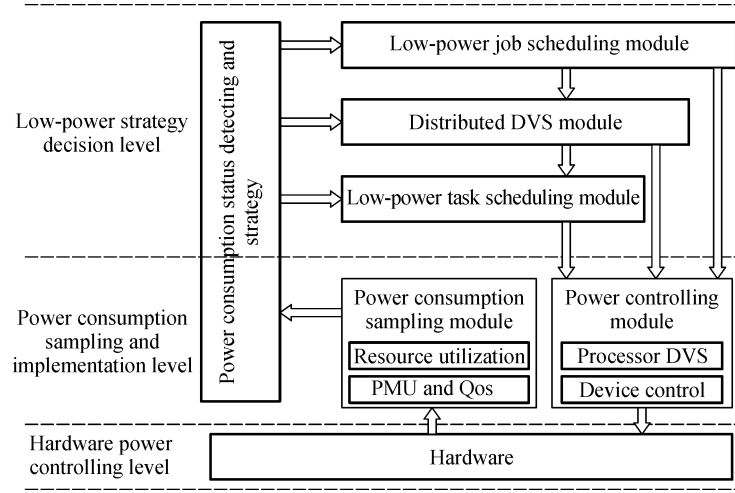 Low-power strategy
decision level
Power consumption status detecting and
strategy
Low-power job scheduling module
Distributed DVS module
Low-power task scheduling module
Power consumption
sampling and
implementation level
Power consumption
sampling module
Resource utilization
PMU and Qos
Power controlling
module
Processor DVS
Device control
Hardware power
controlling level
Hardware